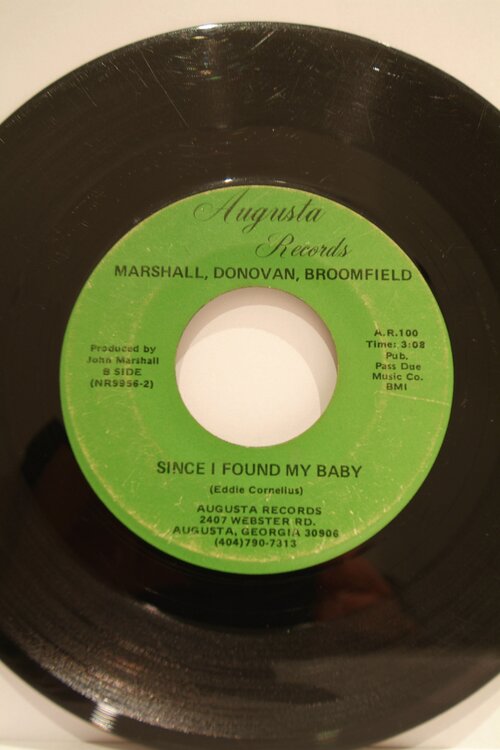 Augusta
Records
MARSHALL, DONOVAN, BROOMFIELD
Produced by
John Marshall
B SIDE
(NR9956-2)
A.R.100
Time: 3:08
Pub.
Pass Due
Music Co.
BMI
SINCE I FOUND MY BABY
(Eddie Cornelius)
AUGUSTA RECORDS
2407 WEBSTER RD.
AUGUSTA, GEORGIA 30906
(404)790-7313